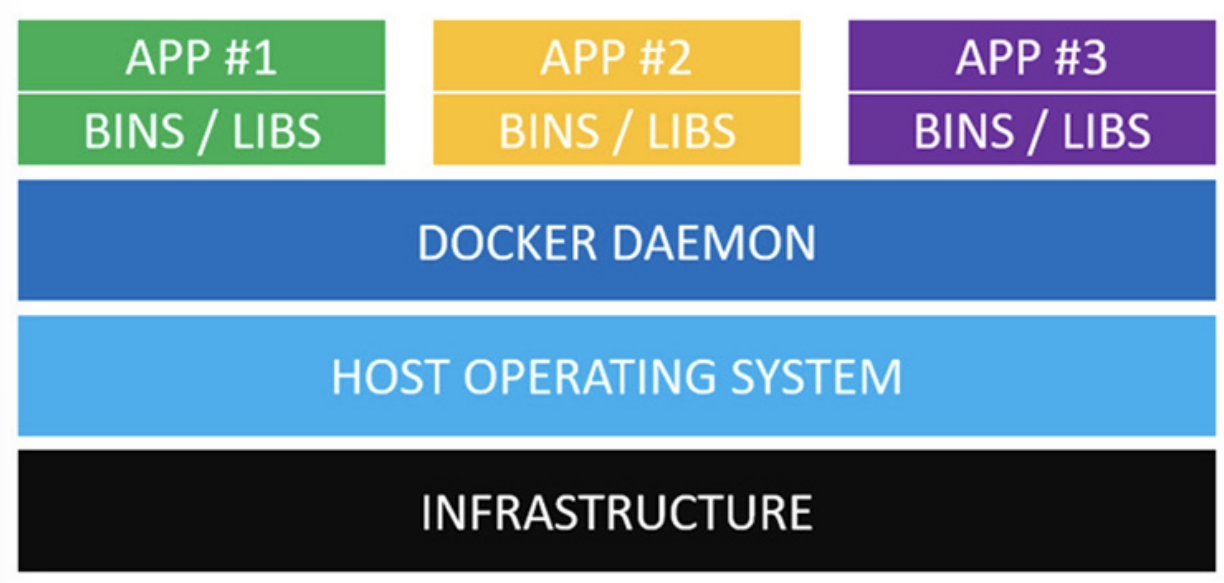 APP #1
BINS / LIBS
APP #2
BINS / LIBS
APP #3
BINS / LIBS
DOCKER DAEMON
HOST OPERATING SYSTEM
INFRASTRUCTURE